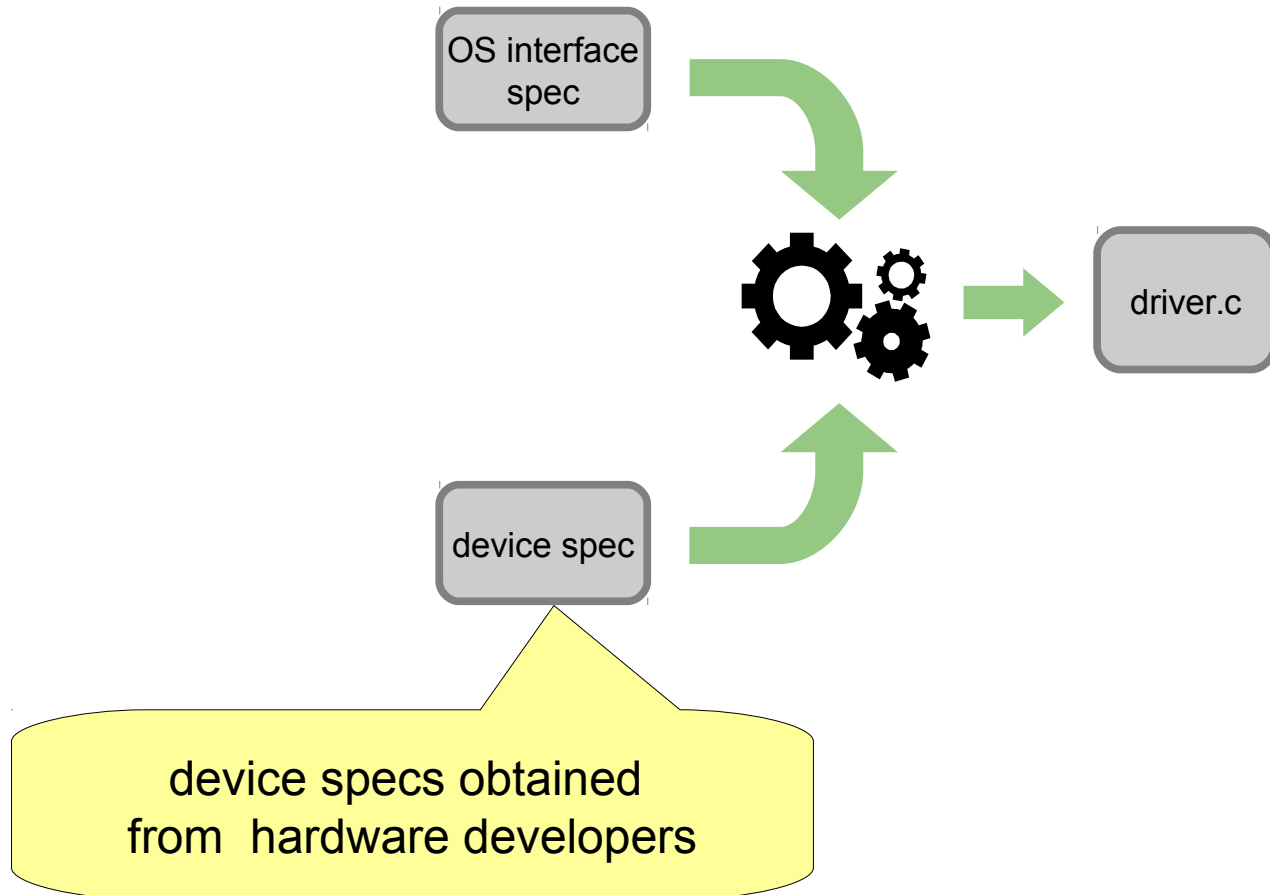 OS interface
spec
driver.c
device spec
device specs obtained
from  hardware developers